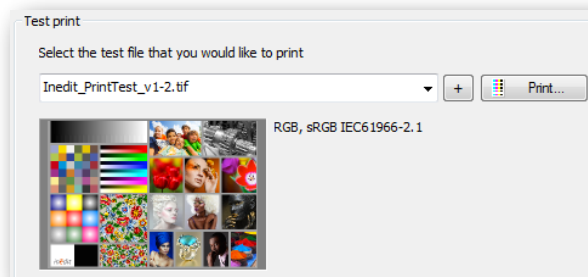 Test print
Select the test file that you would like to print
Inedit_PrintTest_v1-2.tif
+
Print...
RGB, sRGB IEC61966-2.1
inèdit